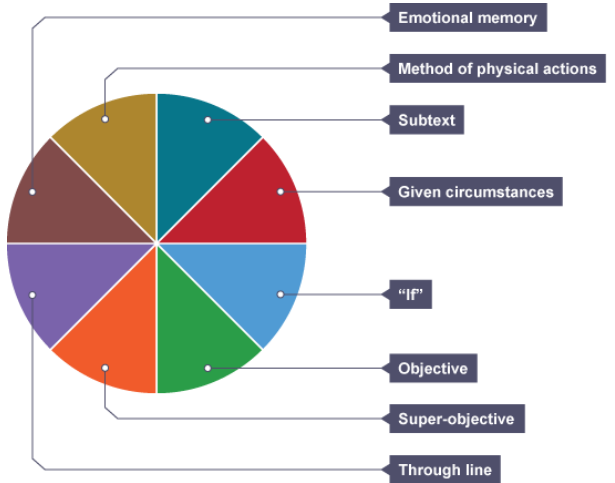 Emotional memory
Method of physical actions
Subtext
Given circumstances
“If”
Objective
Super-objective
Through line